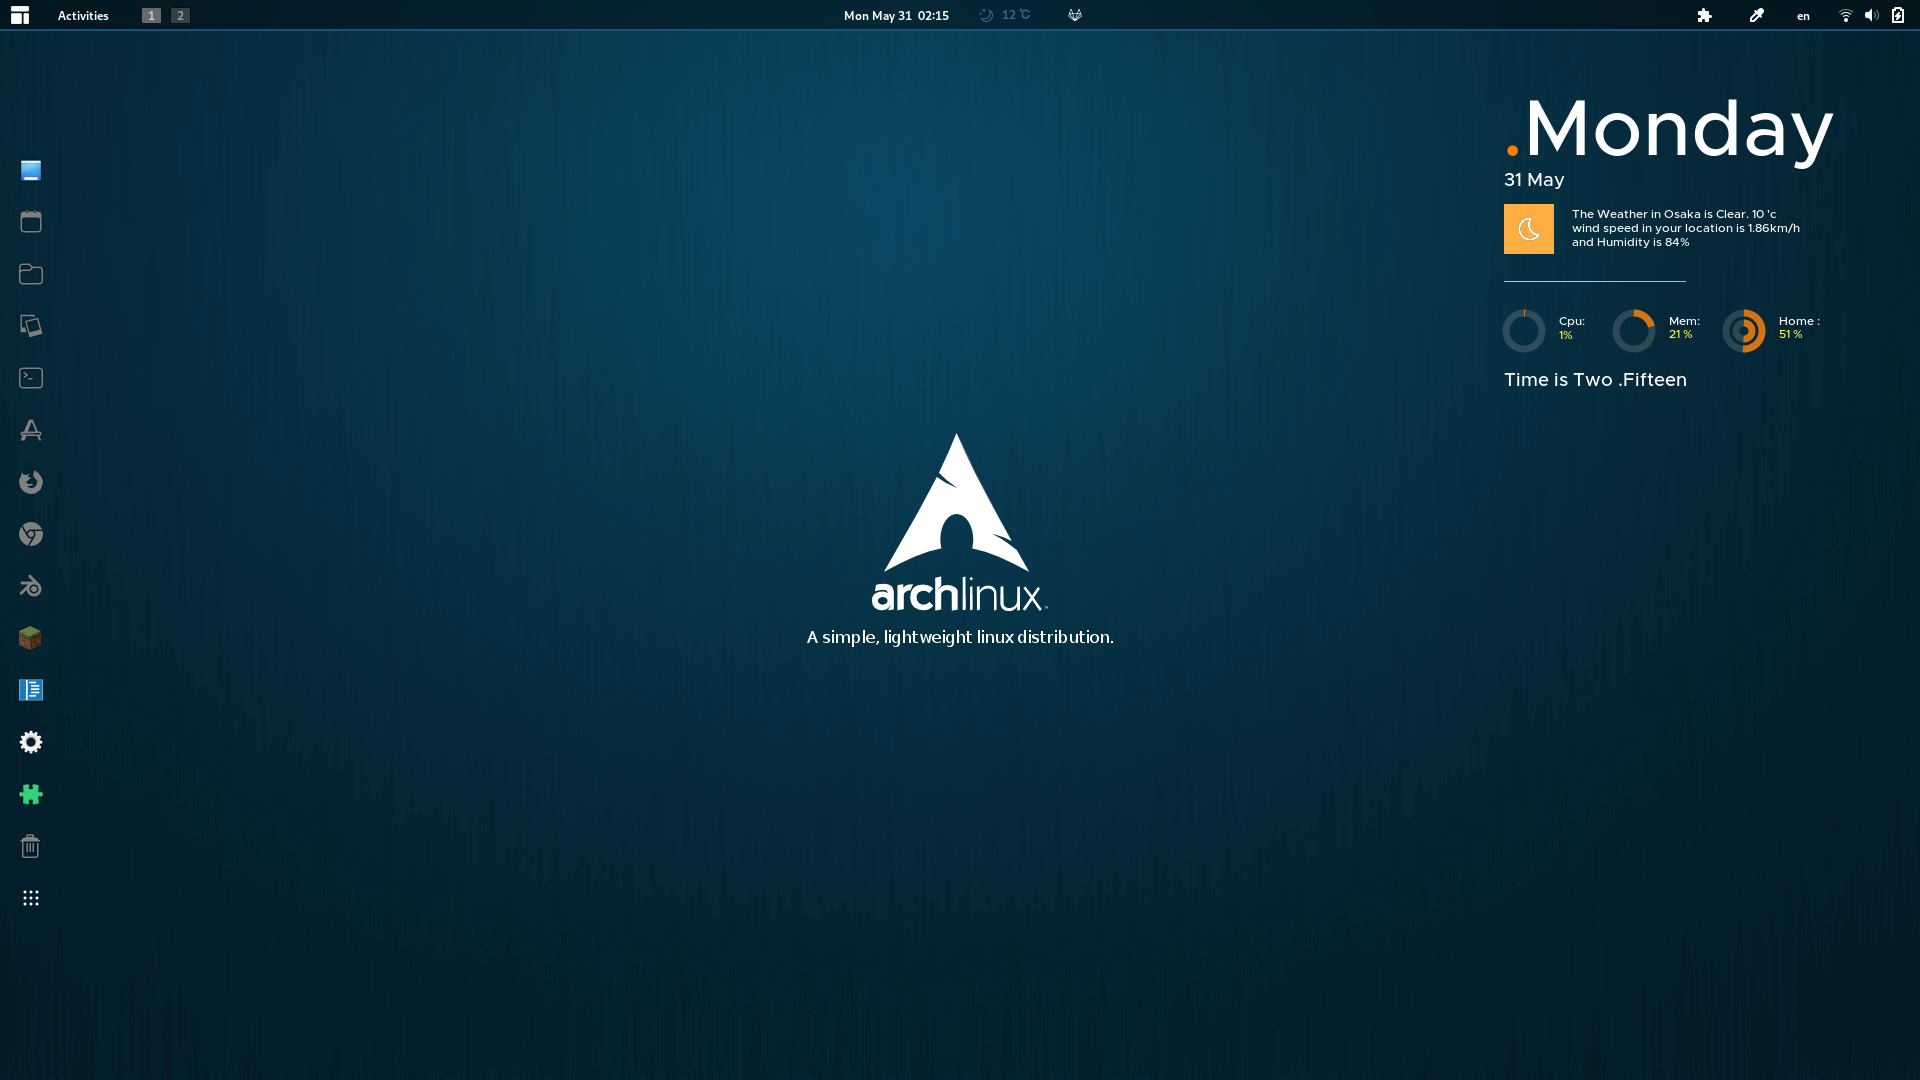 Activities
1
2
Mon May 31 02:15
12 °C
en
.Monday
31 May
The Weather in Osaka is Clear. 10 'c
wind speed in your location is 1.86km/h
and Humidity is 84%
Cpu:
1%
Mem:
21 %
Home :
51 %
Time is Two .Fifteen
archlinux
A simple, lightweight linux distribution.